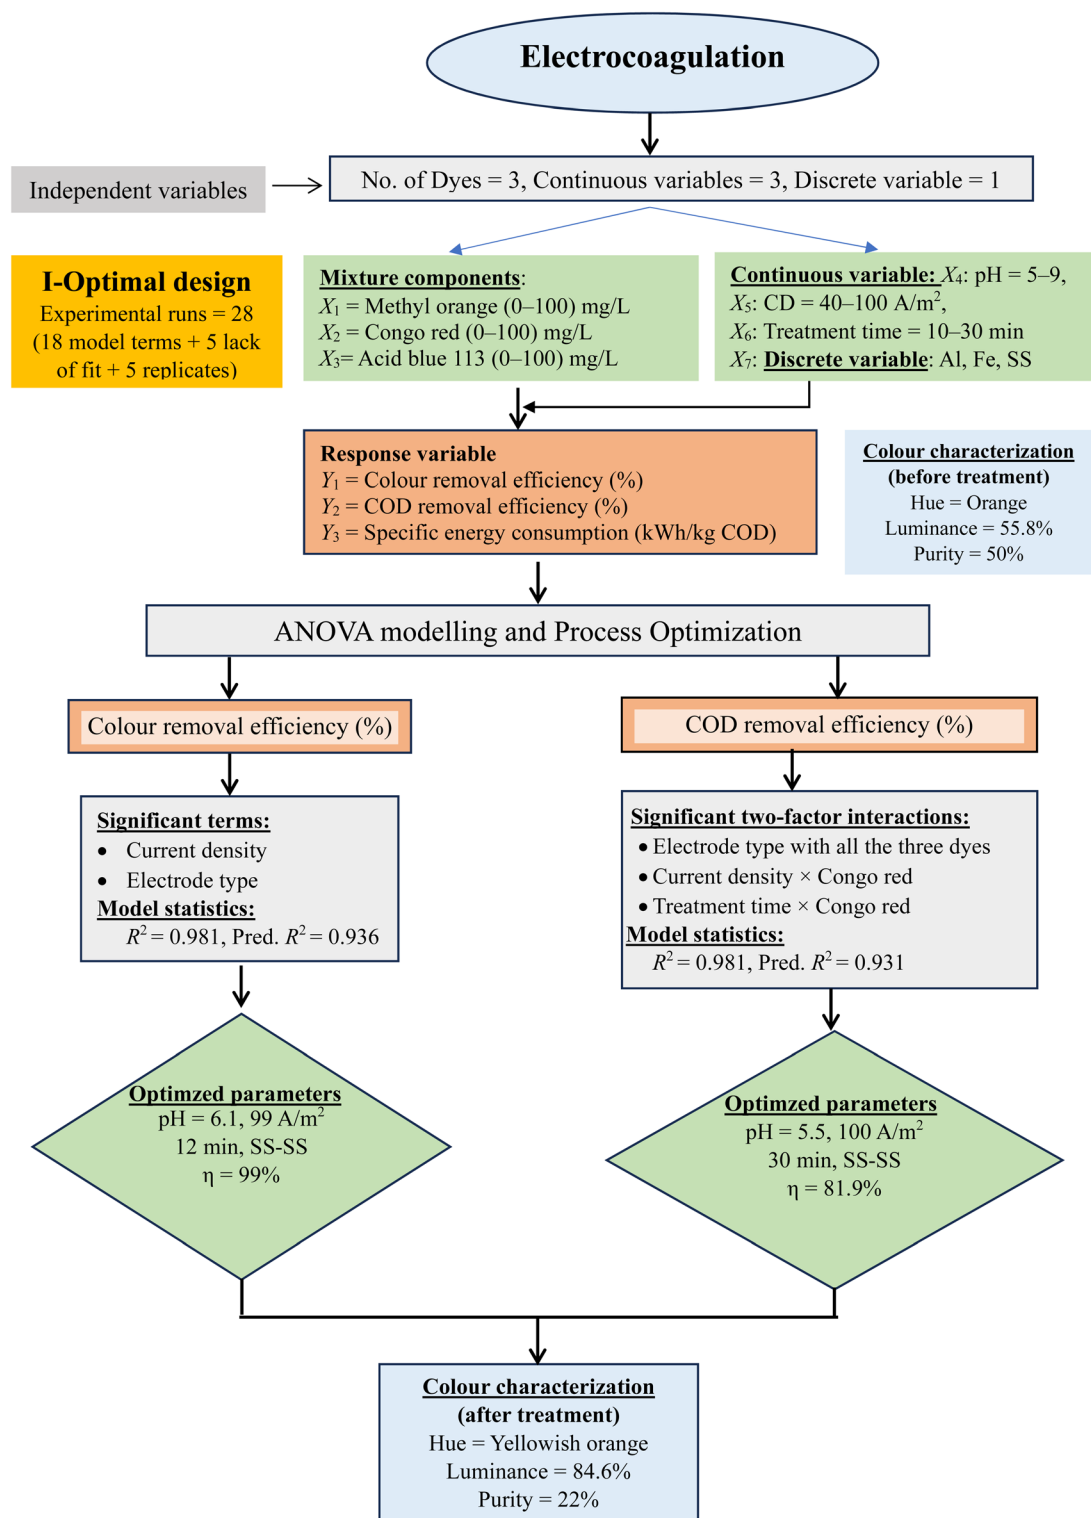 Electrocoagulation
No. of Dyes = 3, Continuous variables = 3, Discrete variable = 1
Independent variables
I-Optimal design
Experimental runs = 28
(18 model terms + 5 lack
of fit + 5 replicates)
Mixture components:
X₁ = Methyl orange (0–100) mg/L
X₂ = Congo red (0–100) mg/L
X₃= Acid blue 113 (0–100) mg/L
Continuous variable: X₄: pH = 5–9,
X₅: CD = 40–100 A/m²,
X₆: Treatment time = 10–30 min
X₇: Discrete variable: Al, Fe, SS
Response variable
Y₁ = Colour removal efficiency (%)
Y₂ = COD removal efficiency (%)
Y₃ = Specific energy consumption (kWh/kg COD)
Colour characterization
(before treatment)
Hue = Orange
Luminance = 55.8%
Purity = 50%
ANOVA modelling and Process Optimization
Colour removal efficiency (%)
COD removal efficiency (%)
Significant terms:
• Current density
• Electrode type
Model statistics:
R² = 0.981, Pred. R² = 0.936
Significant two-factor interactions:
• Electrode type with all the three dyes
• Current density × Congo red
• Treatment time × Congo red
Model statistics:
R² = 0.981, Pred. R² = 0.931
Optimzed parameters
pH = 6.1, 99 A/m²
12 min, SS-SS
η = 99%
Optimzed parameters
pH = 5.5, 100 A/m²
30 min, SS-SS
η = 81.9%
Colour characterization
(after treatment)
Hue = Yellowish orange
Luminance = 84.6%
Purity = 22%